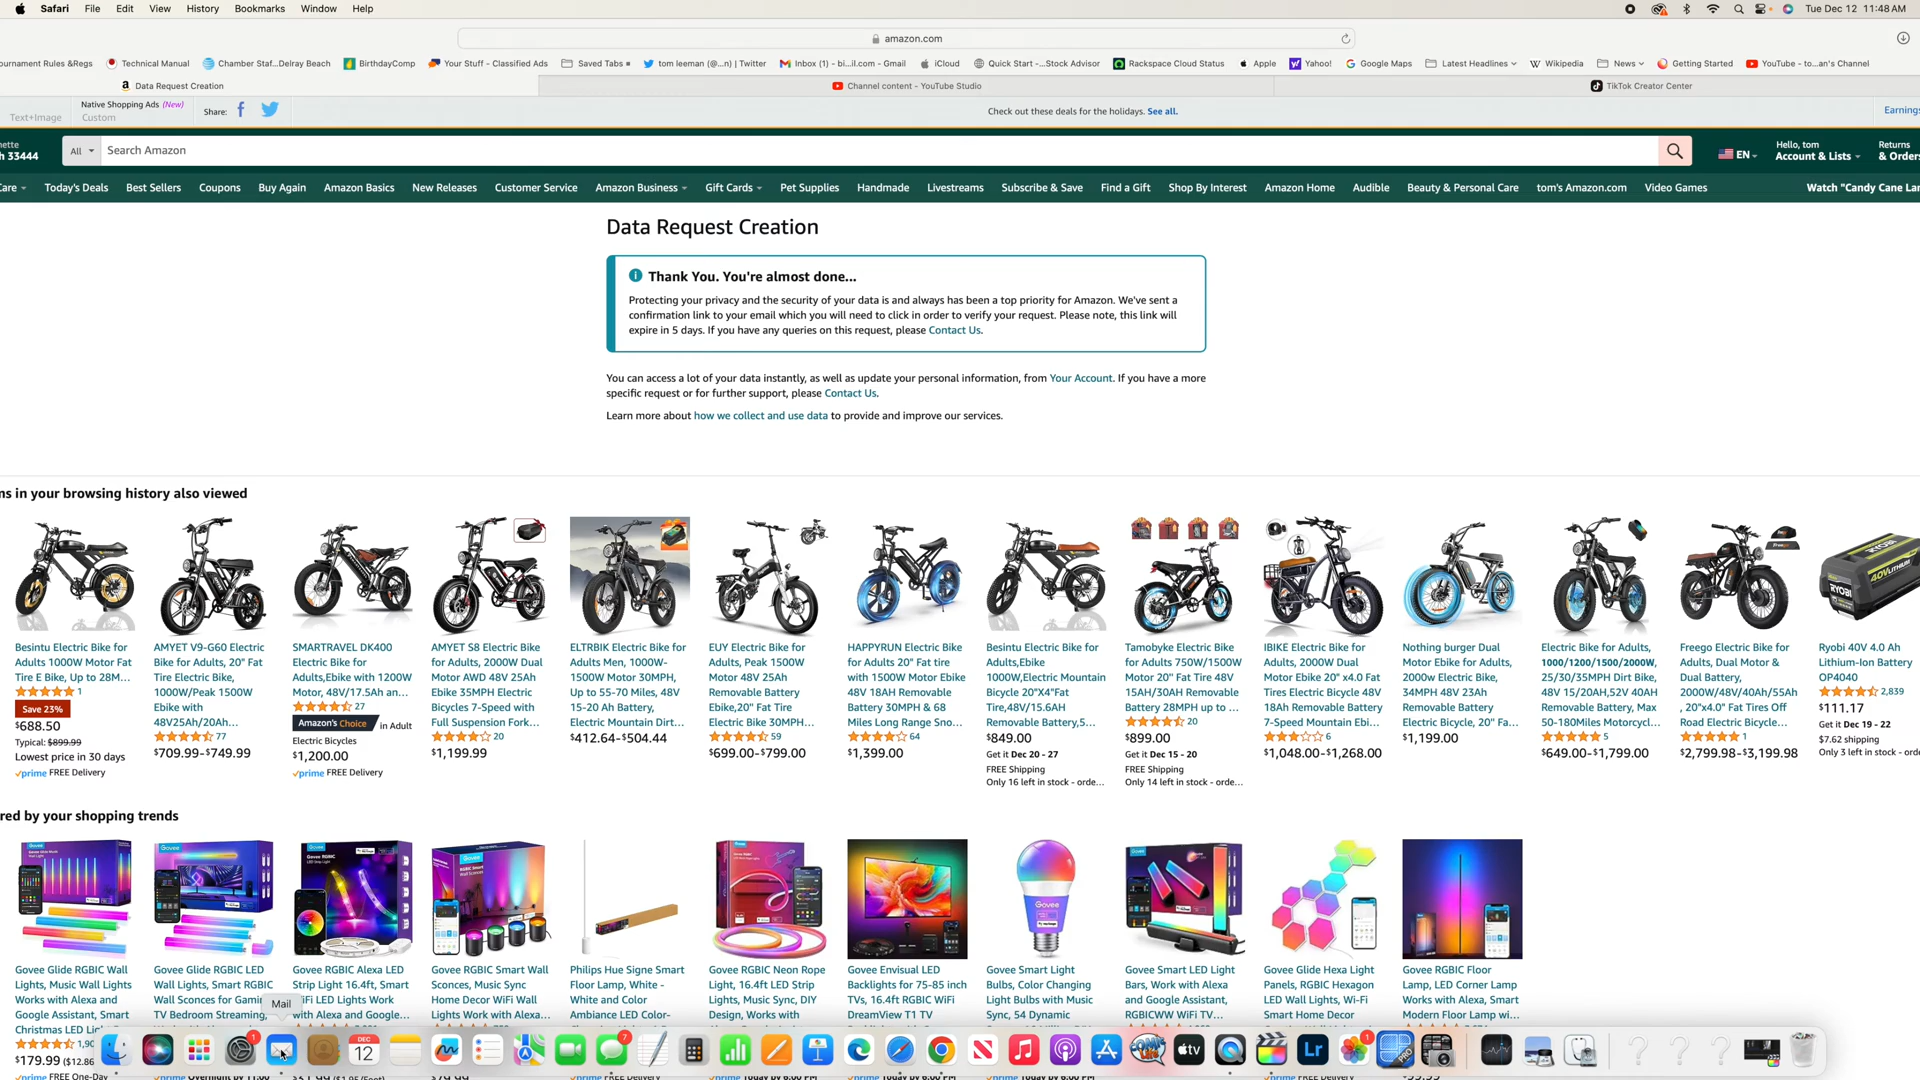 Safari File Edit View History Bookmarks Window Help Tue Dec 12 11:48 AM
amazon.com
ournament Rules &Regs Technical Manual Chamber Staf...Delray Beach BirthdayComp Your Stuff - Classified Ads Saved Tabs tom leeman (@...n) | Twitter Inbox (1) - bi...il.com - Gmail iCloud Quick Start -...Stock Advisor Rackspace Cloud Status Apple Yahoo! Google Maps Latest Headlines Wikipedia News Getting Started YouTube - to...an's Channel
Data Request Creation Channel content - YouTube Studio TikTok Creator Center
Native Shopping Ads (New)
Text+Image Custom Share: Check out these deals for the holidays. See all. Earnings
ette
h 33444 All Search Amazon EN Hello, tom Account & Lists Returns & Orders
Care Today's Deals Best Sellers Coupons Buy Again Amazon Basics New Releases Customer Service Amazon Business Gift Cards Pet Supplies Handmade Livestreams Subscribe & Save Find a Gift Shop By Interest Amazon Home Audible Beauty & Personal Care tom's Amazon.com Video Games Watch "Candy Cane Lan
Data Request Creation
Thank You. You're almost done...
Protecting your privacy and the security of your data is and always has been a top priority for Amazon. We've sent a
confirmation link to your email which you will need to click in order to verify your request. Please note, this link will
expire in 5 days. If you have any queries on this request, please Contact Us.
You can access a lot of your data instantly, as well as update your personal information, from Your Account. If you have a more
specific request or for further support, please Contact Us.
Learn more about how we collect and use data to provide and improve our services.
ns in your browsing history also viewed
Besintu Electric Bike for
Adults 1000W Motor Fat
Tire E Bike, Up to 28M...
1
Save 23%
$688.50
Typical: $899.99
Lowest price in 30 days
prime FREE Delivery
AMYET V9-G60 Electric
Bike for Adults, 20" Fat
Tire Electric Bike,
1000W/Peak 1500W
Ebike with
48V25Ah/20Ah...
77
$709.99-$749.99
SMARTRAVEL DK400
Electric Bike for
Adults,Ebike with 1200W
Motor, 48V/17.5Ah an...
27
Amazon's Choice in Adult
Electric Bicycles
$1,200.00
prime FREE Delivery
AMYET S8 Electric Bike
for Adults, 2000W Dual
Motor AWD 48V 25Ah
Ebike 35MPH Electric
Bicycles 7-Speed with
Full Suspension Fork...
20
$1,199.99
ELTRBIK Electric Bike for
Adults Men, 1000W-
1500W Motor 30MPH,
Up to 55-70 Miles, 48V
15-20 Ah Battery,
Electric Mountain Dirt...
$412.64-$504.44
EUY Electric Bike for
Adults, Peak 1500W
Motor 48V 25Ah
Removable Battery
Ebike,20" Fat Tire
Electric Bike 30MPH...
59
$699.00-$799.00
HAPPYRUN Electric Bike
for Adults 20" Fat tire
with 1500W Motor Ebike
48V 18AH Removable
Battery 30MPH & 68
Miles Long Range Sno...
64
$1,399.00
Besintu Electric Bike for
Adults,Ebike
1000W,Electric Mountain
Bicycle 20"X4"Fat
Tire,48V/15.6AH
Removable Battery,5...
$849.00
Get it Dec 20 - 27
FREE Shipping
Only 16 left in stock - orde...
Tamobyke Electric Bike
for Adults 750W/1500W
Motor 20" Fat Tire 48V
15AH/30AH Removable
Battery 28MPH up to ...
20
$899.00
Get it Dec 15 - 20
FREE Shipping
Only 14 left in stock - orde...
IBIKE Electric Bike for
Adults, 2000W Dual
Motor Ebike 20" x4.0 Fat
Tires Electric Bicycle 48V
18Ah Removable Battery
7-Speed Mountain Ebi...
6
$1,048.00-$1,268.00
Nothing burger Dual
Motor Ebike for Adults,
2000w Electric Bike,
34MPH 48V 23Ah
Removable Battery
Electric Bicycle, 20" Fa...
$1,199.00
Electric Bike for Adults,
1000/1200/1500/2000W,
25/30/35MPH Dirt Bike,
48V 15/20AH,52V 40AH
Removable Battery, Max
50-180Miles Motorcycl...
5
$649.00-$1,799.00
Freego Electric Bike for
Adults, Dual Motor &
Dual Battery,
2000W/48V/40Ah/55Ah
, 20"x4.0" Fat Tires Off
Road Electric Bicycle...
1
$2,799.98-$3,199.98
Ryobi 40V 4.0 Ah
Lithium-Ion Battery
OP4040
2,839
$111.17
Get it Dec 19 - 22
$7.62 shipping
Only 3 left in stock - orde
red by your shopping trends
Govee Glide RGBIC Wall
Lights, Music Wall Lights
Works with Alexa and
Google Assistant, Smart
Christmas LED Li
1,90
$179.99 ($12.86
FREE One-Day
Govee Glide RGBIC LED
Wall Lights, Smart RGBIC
Wall Sconces for Gami
TV Bedroom Streaming,
Govee RGBIC Alexa LED
Strip Light 16.4ft, Smart
iFi LED Lights Work
with Alexa and Google...
Govee RGBIC Smart Wall
Sconces, Music Sync
Home Decor WiFi Wall
Lights Work with Alexa...
Philips Hue Signe Smart
Floor Lamp, White -
White and Color
Ambiance LED Color-
Govee RGBIC Neon Rope
Light, 16.4ft LED Strip
Lights, Music Sync, DIY
Design, Works with
Govee Envisual LED
Backlights for 75-85 inch
TVs, 16.4ft RGBIC WiFi
DreamView T1 TV
Govee Smart Light
Bulbs, Color Changing
Light Bulbs with Music
Sync, 54 Dynamic
Govee Smart LED Light
Bars, Work with Alexa
and Google Assistant,
RGBICWW WiFi TV...
Govee Glide Hexa Light
Panels, RGBIC Hexagon
LED Wall Lights, Wi-Fi
Smart Home Decor
Govee RGBIC Floor
Lamp, LED Corner Lamp
Works with Alexa, Smart
Modern Floor Lamp wi...
Mail
DEC
12